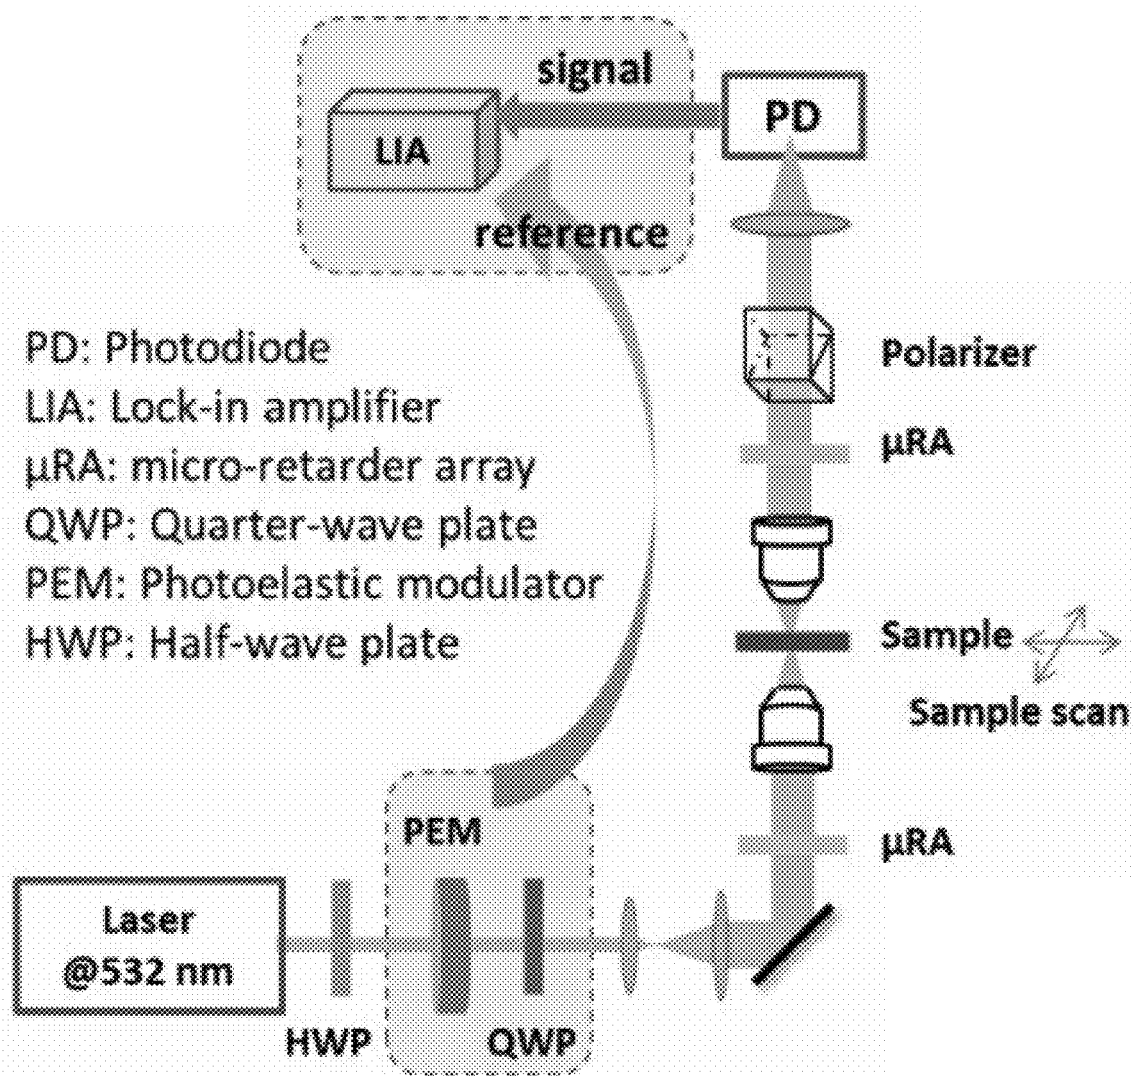 signal
PD
LIA
reference
PD: Photodiode
LIA: Lock-in amplifier
μRA: micro-retarder array
QWP: Quarter-wave plate
PEM: Photoelastic modulator
HWP: Half-wave plate
Polarizer
μRA
Sample
Sample scan
μRA
PEM
Laser
@532 nm
HWP
QWP